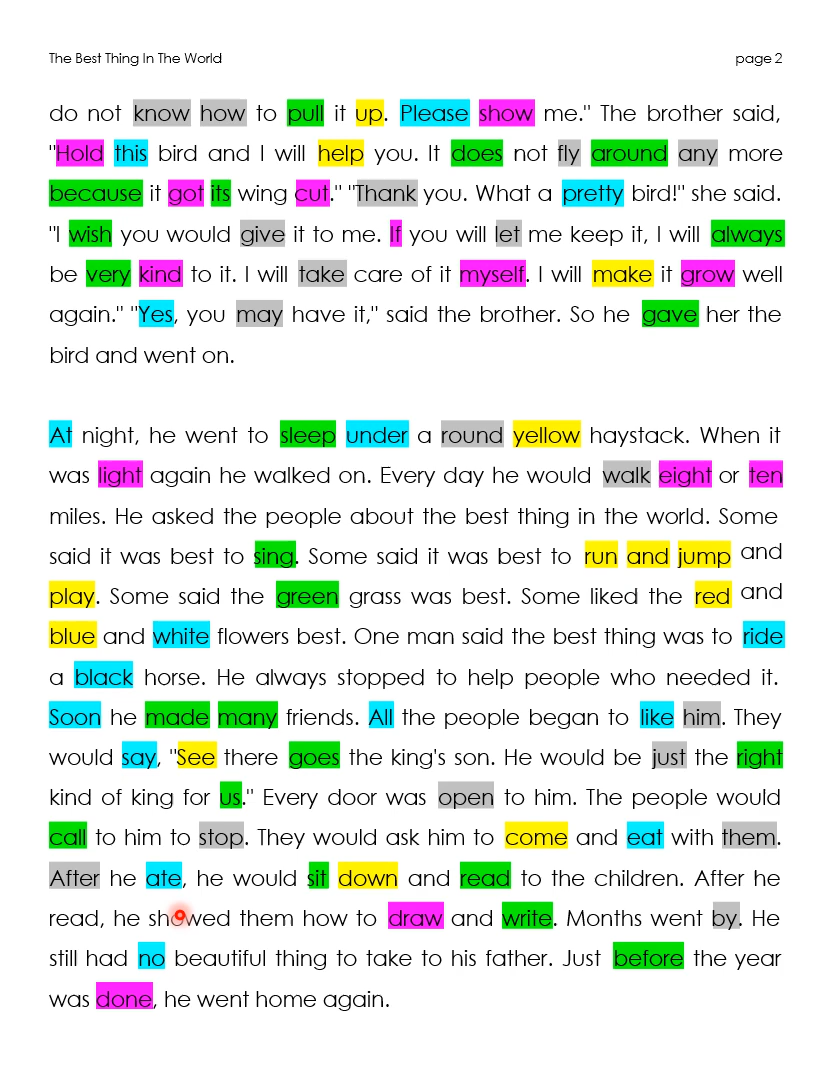 The Best Thing In The World page 2
do not know how to pull it up. Please show me." The brother said,
"Hold this bird and I will help you. It does not fly around any more
because it got its wing cut." "Thank you. What a pretty bird!" she said.
"I wish you would give it to me. If you will let me keep it, I will always
be very kind to it. I will take care of it myself. I will make it grow well
again." "Yes, you may have it," said the brother. So he gave her the
bird and went on.
At night, he went to sleep under a round yellow haystack. When it
was light again he walked on. Every day he would walk eight or ten
miles. He asked the people about the best thing in the world. Some
said it was best to sing. Some said it was best to run and jump and
play. Some said the green grass was best. Some liked the red and
blue and white flowers best. One man said the best thing was to ride
a black horse. He always stopped to help people who needed it.
Soon he made many friends. All the people began to like him. They
would say, "See there goes the king's son. He would be just the right
kind of king for us." Every door was open to him. The people would
call to him to stop. They would ask him to come and eat with them.
After he ate, he would sit down and read to the children. After he
read, he showed them how to draw and write. Months went by. He
still had no beautiful thing to take to his father. Just before the year
was done, he went home again.